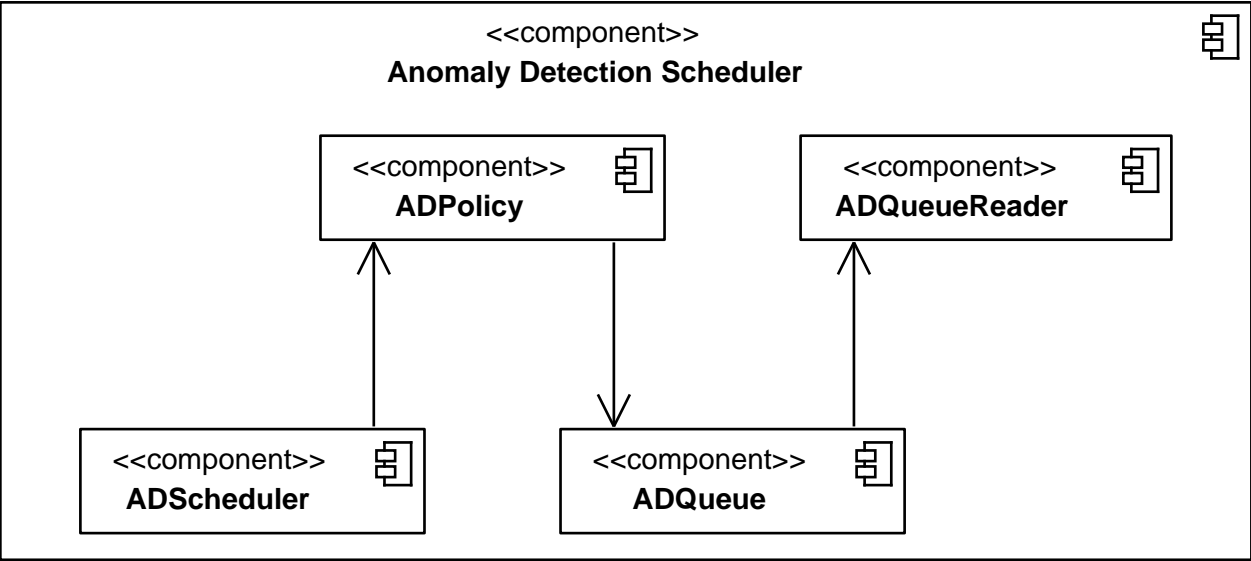 <<component>>
Anomaly Detection Scheduler
<<component>>
ADPolicy
<<component>>
ADQueueReader
<<component>>
ADScheduler
<<component>>
ADQueue